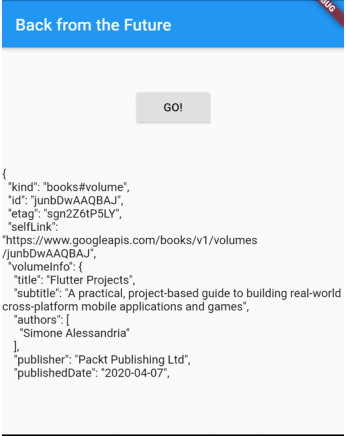 UG
Back from the Future
GO!
{
"kind": "books#volume",
"id": "junbDwAAQBAJ",
"etag": "sgn2Z6tP5LY",
"selfLink":
"https://www.googleapis.com/books/v1/volumes
/junbDwAAQBAJ",
"volumeInfo": {
"title": "Flutter Projects",
"subtitle": "A practical, project-based guide to building real-world
cross-platform mobile applications and games",
"authors": [
"Simone Alessandria"
],
"publisher": "Packt Publishing Ltd",
"publishedDate": "2020-04-07",